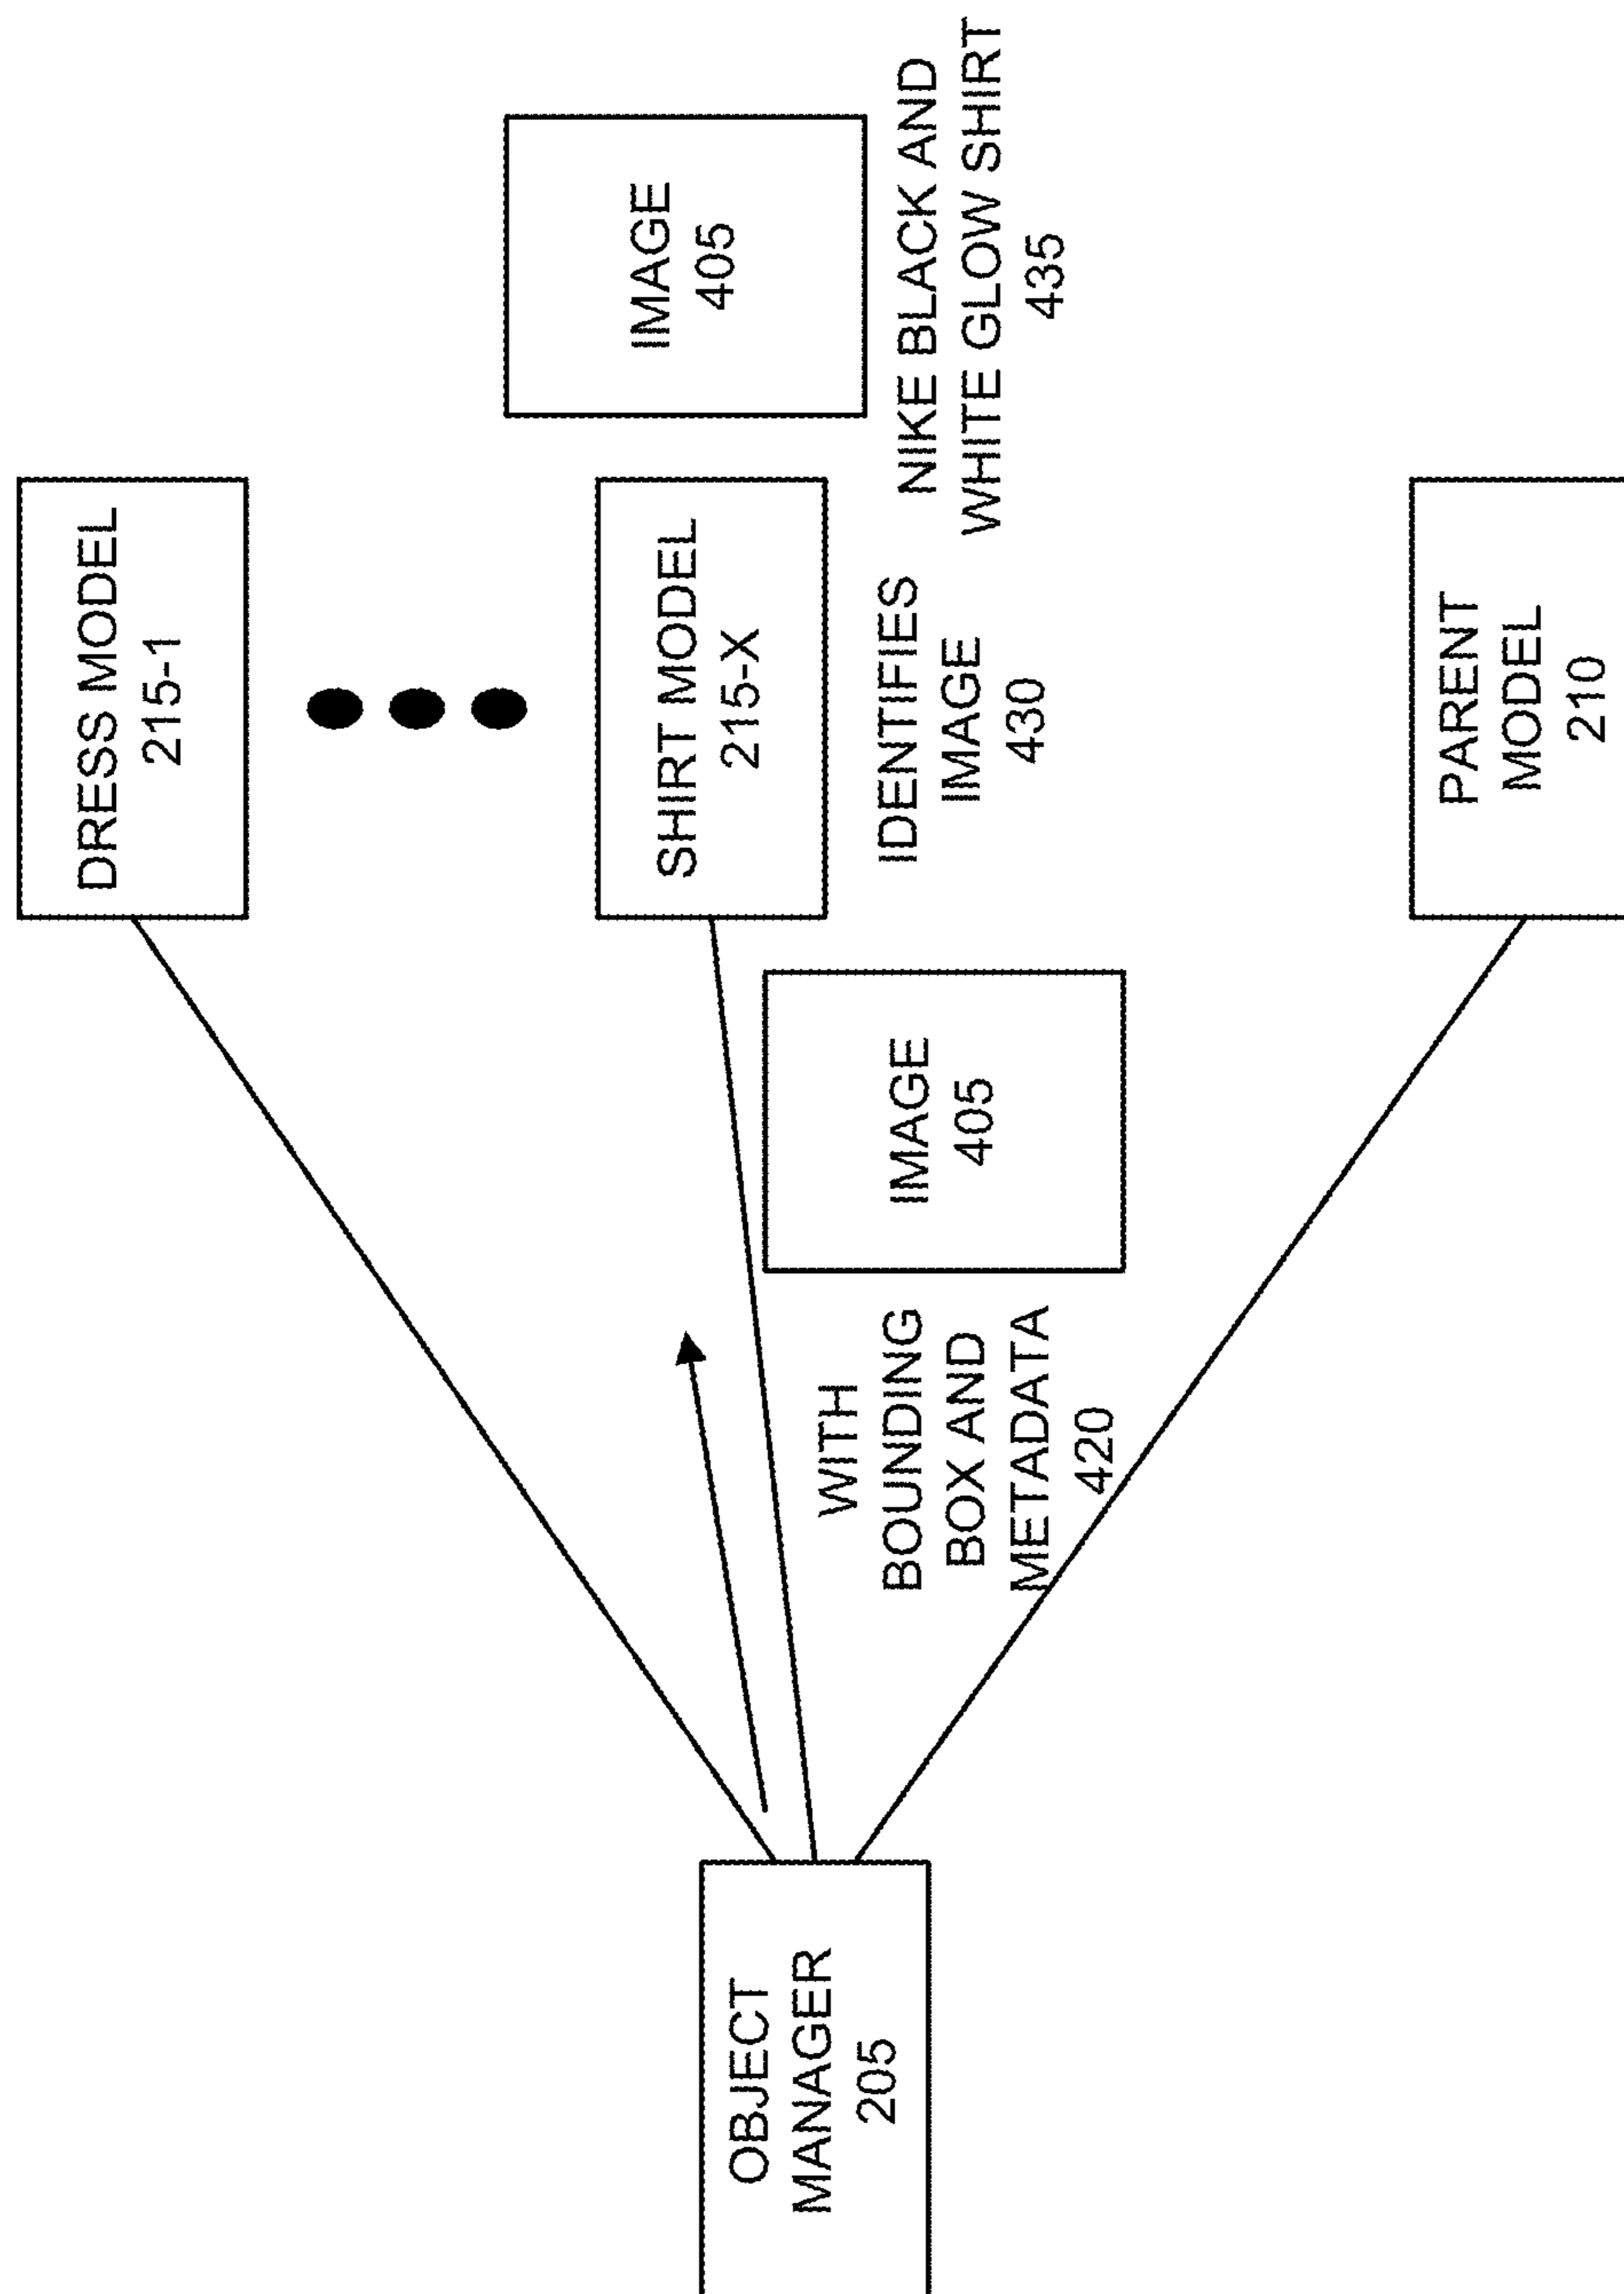 OBJECT
MANAGER
205
DRESS MODEL
215-1
SHIRT MODEL
215-X
IDENTIFIES
IMAGE
430
IMAGE
405
NIKE BLACK AND
WHITE GLOW SHIRT
435
IMAGE
405
WITH
BOUNDING
BOX AND
METADATA
420
PARENT
MODEL
210